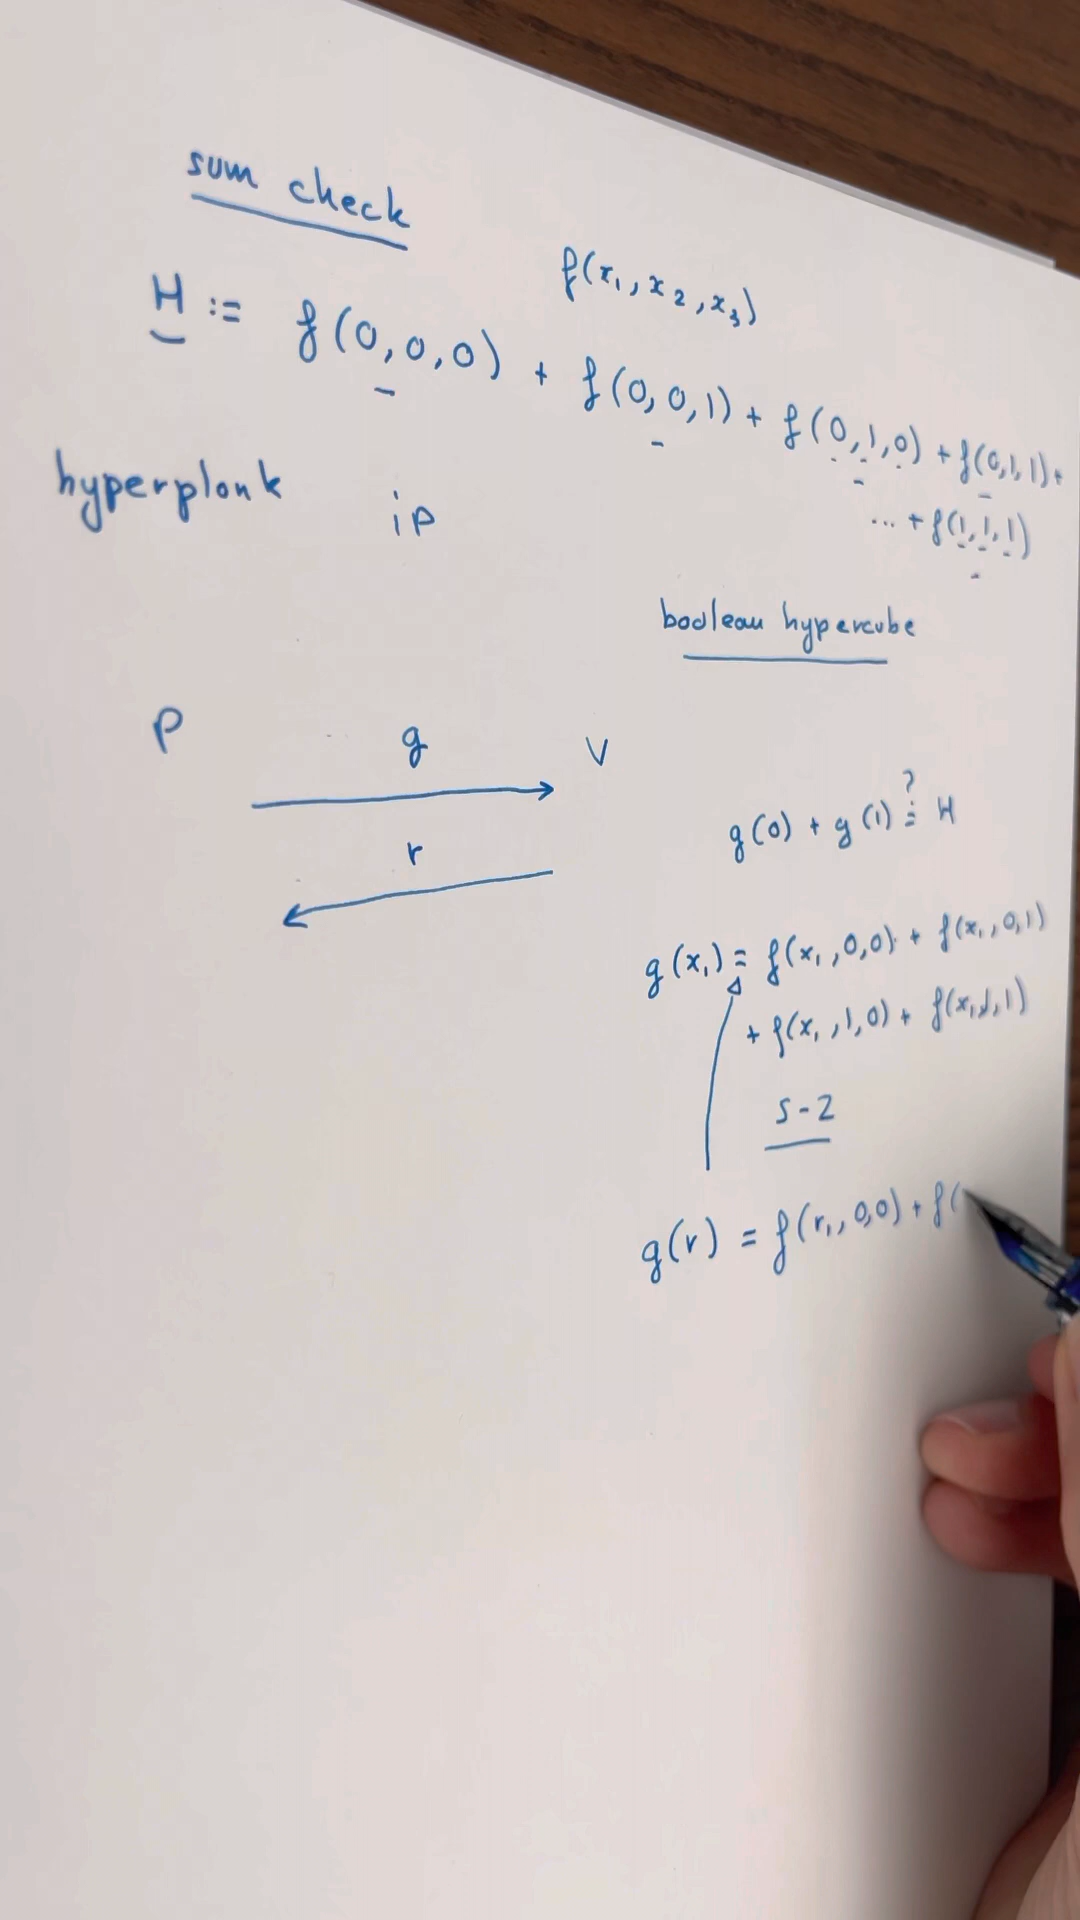 sum check
f(x₁, x₂, x₃)
H := f(0,0,0) + f(0,0,1) + f(0,1,0) + f(0,1,1) +
... + f(1,1,1)
hyperplonk ip
boolean hypercube
P g V
r
g(0) + g(1) ≟ H
g(x₁) = f(x₁,0,0) + f(x₁,0,1)
+ f(x₁,1,0) + f(x₁,1,1)
S-Z
g(r) = f(r₁,0,0) + f(